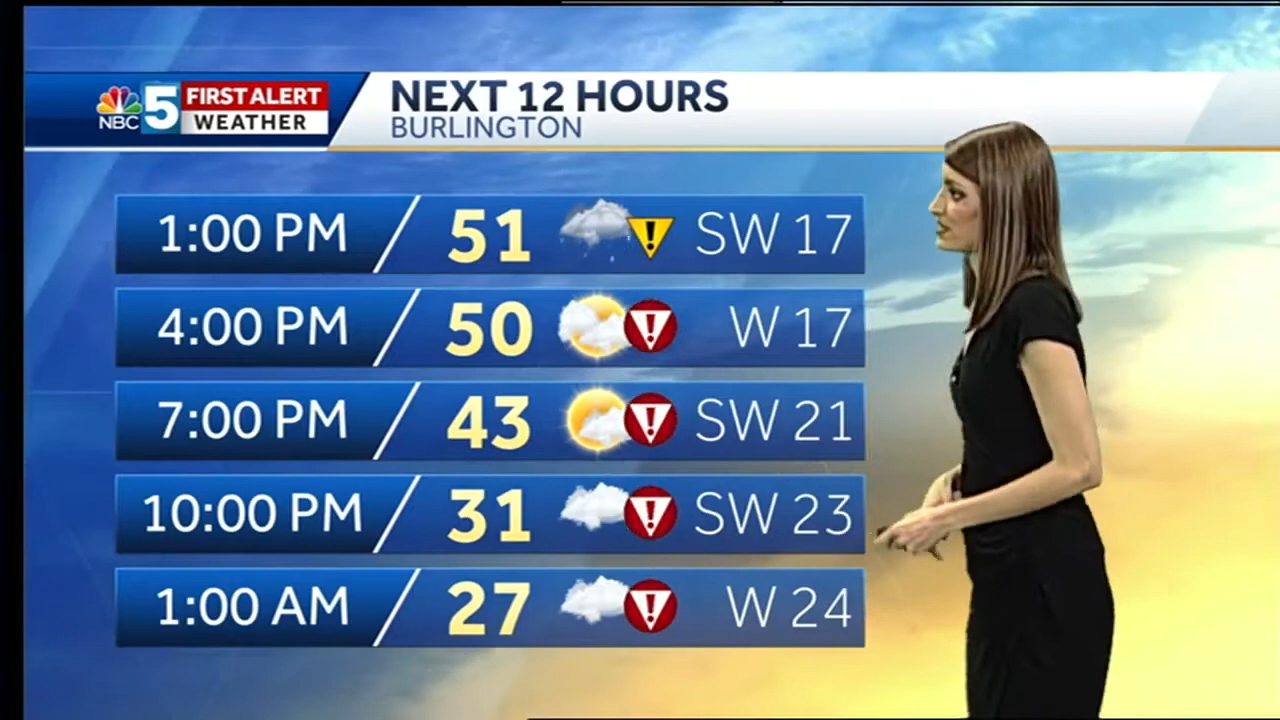 NBC 5 FIRST ALERT WEATHER
NEXT 12 HOURS
BURLINGTON
1:00 PM 51 ! SW 17
4:00 PM 50 ! W 17
7:00 PM 43 ! SW 21
10:00 PM 31 ! SW 23
1:00 AM 27 ! W 24